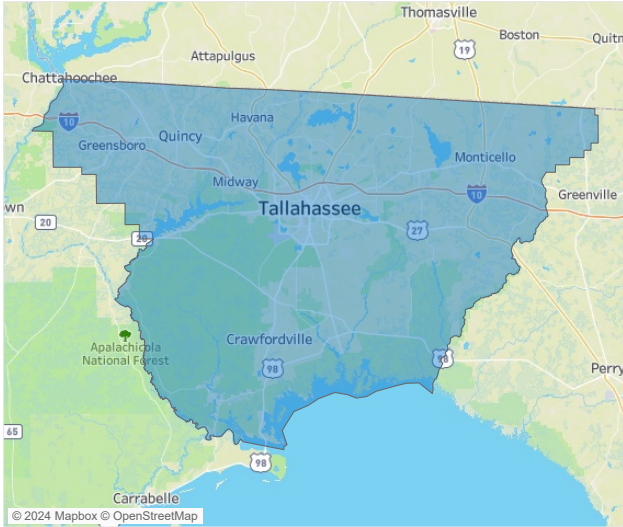 Thomasville
Boston
Quitm
19
Attapulgus
Chattahoochee
Havana
10
Quincy
Greensboro
Monticello
Midway
10
Greenville
Tallahassee
own
20
27
20
Crawfordville
Apalachicola
National Forest
98
98
Perry
65
98
Carrabelle
© 2024 Mapbox © OpenStreetMap